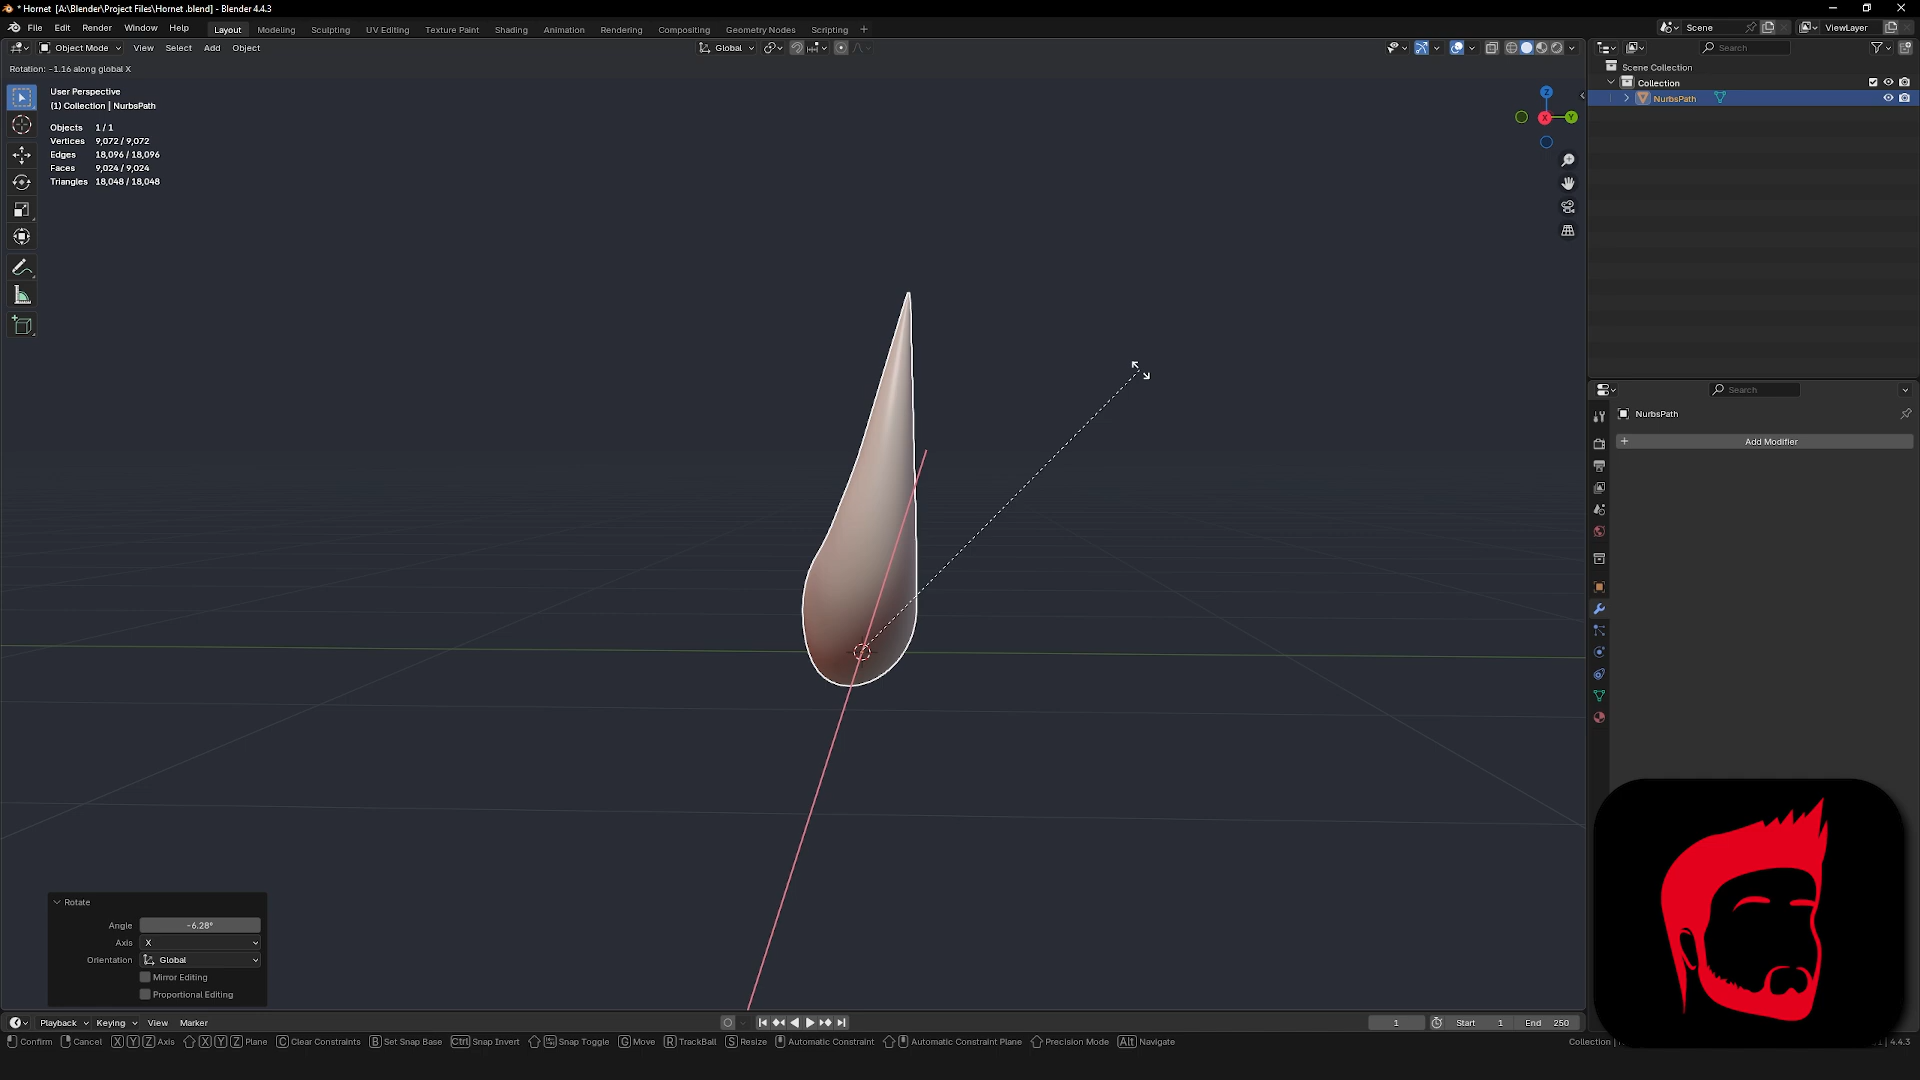 * Hornet [A:\Blender\Project Files\Hornet .blend] - Blender 4.4.3
File Edit Render Window Help Layout Modeling Sculpting UV Editing Texture Paint Shading Animation Rendering Compositing Geometry Nodes Scripting + Scene ViewLayer
Object Mode View Select Add Object Global Search
Rotation: -1.16 along global X
Scene Collection
Collection
NurbsPath
User Perspective
(1) Collection | NurbsPath
Objects 1 / 1
Vertices 9,072 / 9,072
Edges 18,096 / 18,096
Faces 9,024 / 9,024
Triangles 18,048 / 18,048
Z
X
Y
Search
NurbsPath
+ Add Modifier
Rotate
Angle -6.28°
Axis X
Orientation Global
Mirror Editing
Proportional Editing
Playback Keying View Marker 1 Start 1 End 250
Confirm Cancel X Y Z Axis X Y Z Plane C Clear Constraints B Set Snap Base Ctrl Snap Invert Snap Toggle G Move R TrackBall S Resize Automatic Constraint Automatic Constraint Plane Precision Mode Alt Navigate Collection | 4.4.3